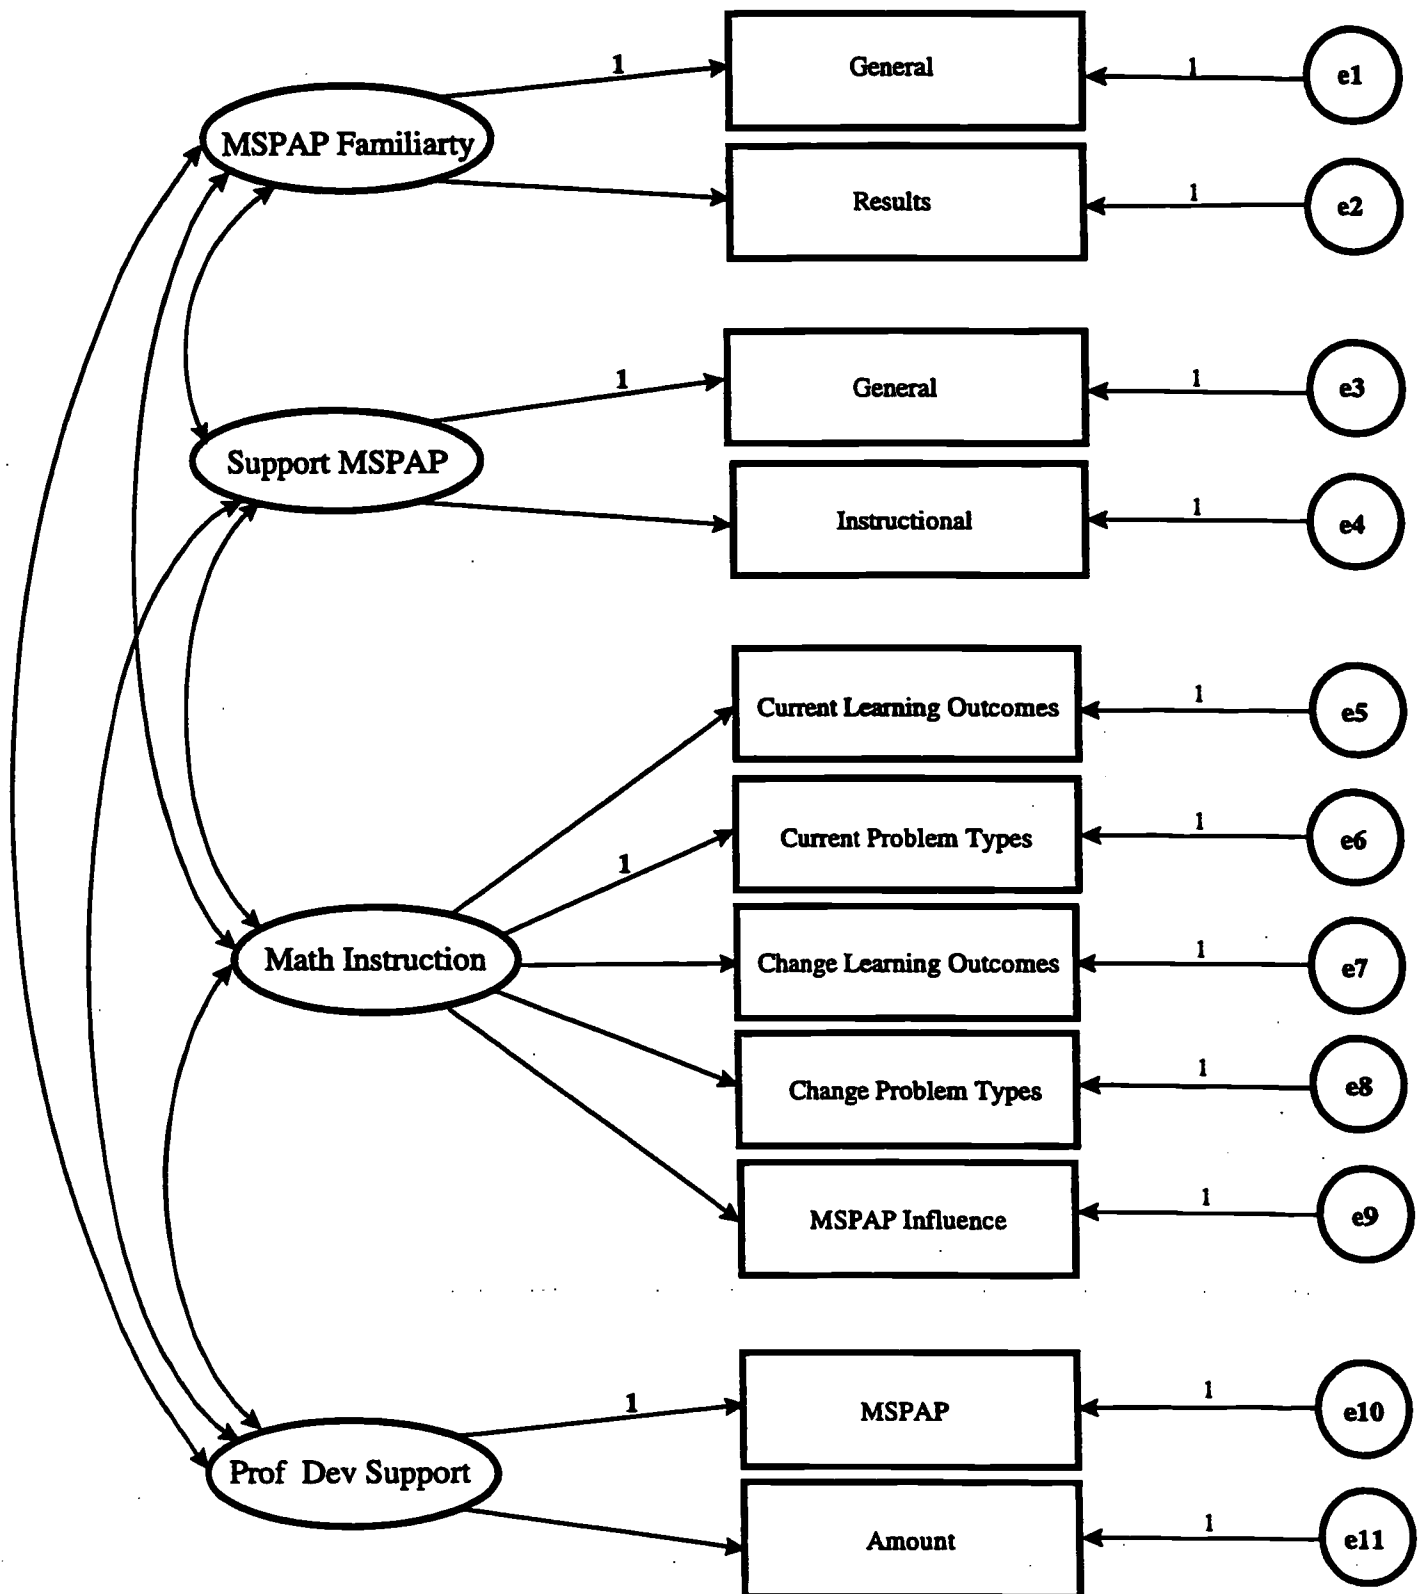 1
General
1
e1
MSPAP Familiarty
Results
1
e2
1
General
1
e3
Support MSPAP
Instructional
1
e4
Current Learning Outcomes
1
e5
1
Current Problem Types
1
e6
Math Instruction
Change Learning Outcomes
1
e7
Change Problem Types
1
e8
MSPAP Influence
1
e9
1
MSPAP
1
e10
Prof Dev Support
Amount
1
e11